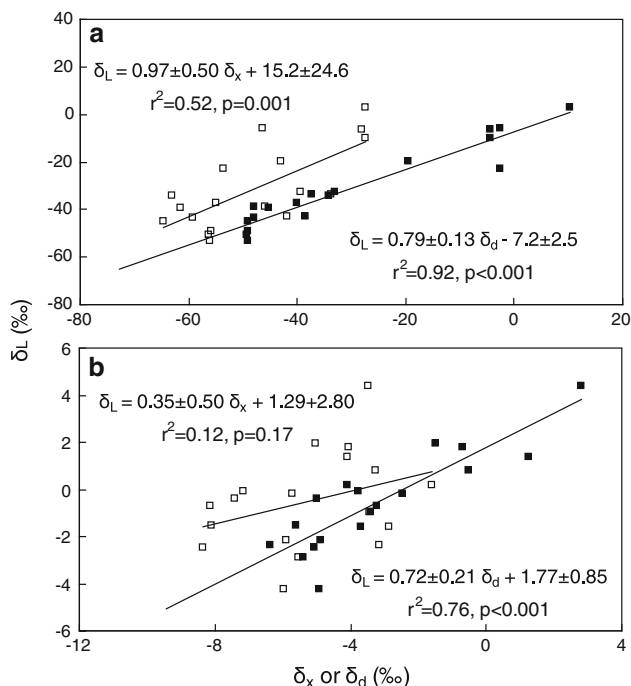 a
40
20
0
-20
-40
-60
-80
δL = 0.97±0.50 δx + 15.2±24.6
r2=0.52, p=0.001
δL = 0.79±0.13 δd - 7.2±2.5
r2=0.92, p<0.001
-80 -60 -40 -20 0 20
δL (‰)
b
6
4
2
0
-2
-4
-6
δL = 0.35±0.50 δx + 1.29+2.80
r2=0.12, p=0.17
δL = 0.72±0.21 δd + 1.77±0.85
r2=0.76, p<0.001
-12 -8 -4 0 4
δx or δd (‰)